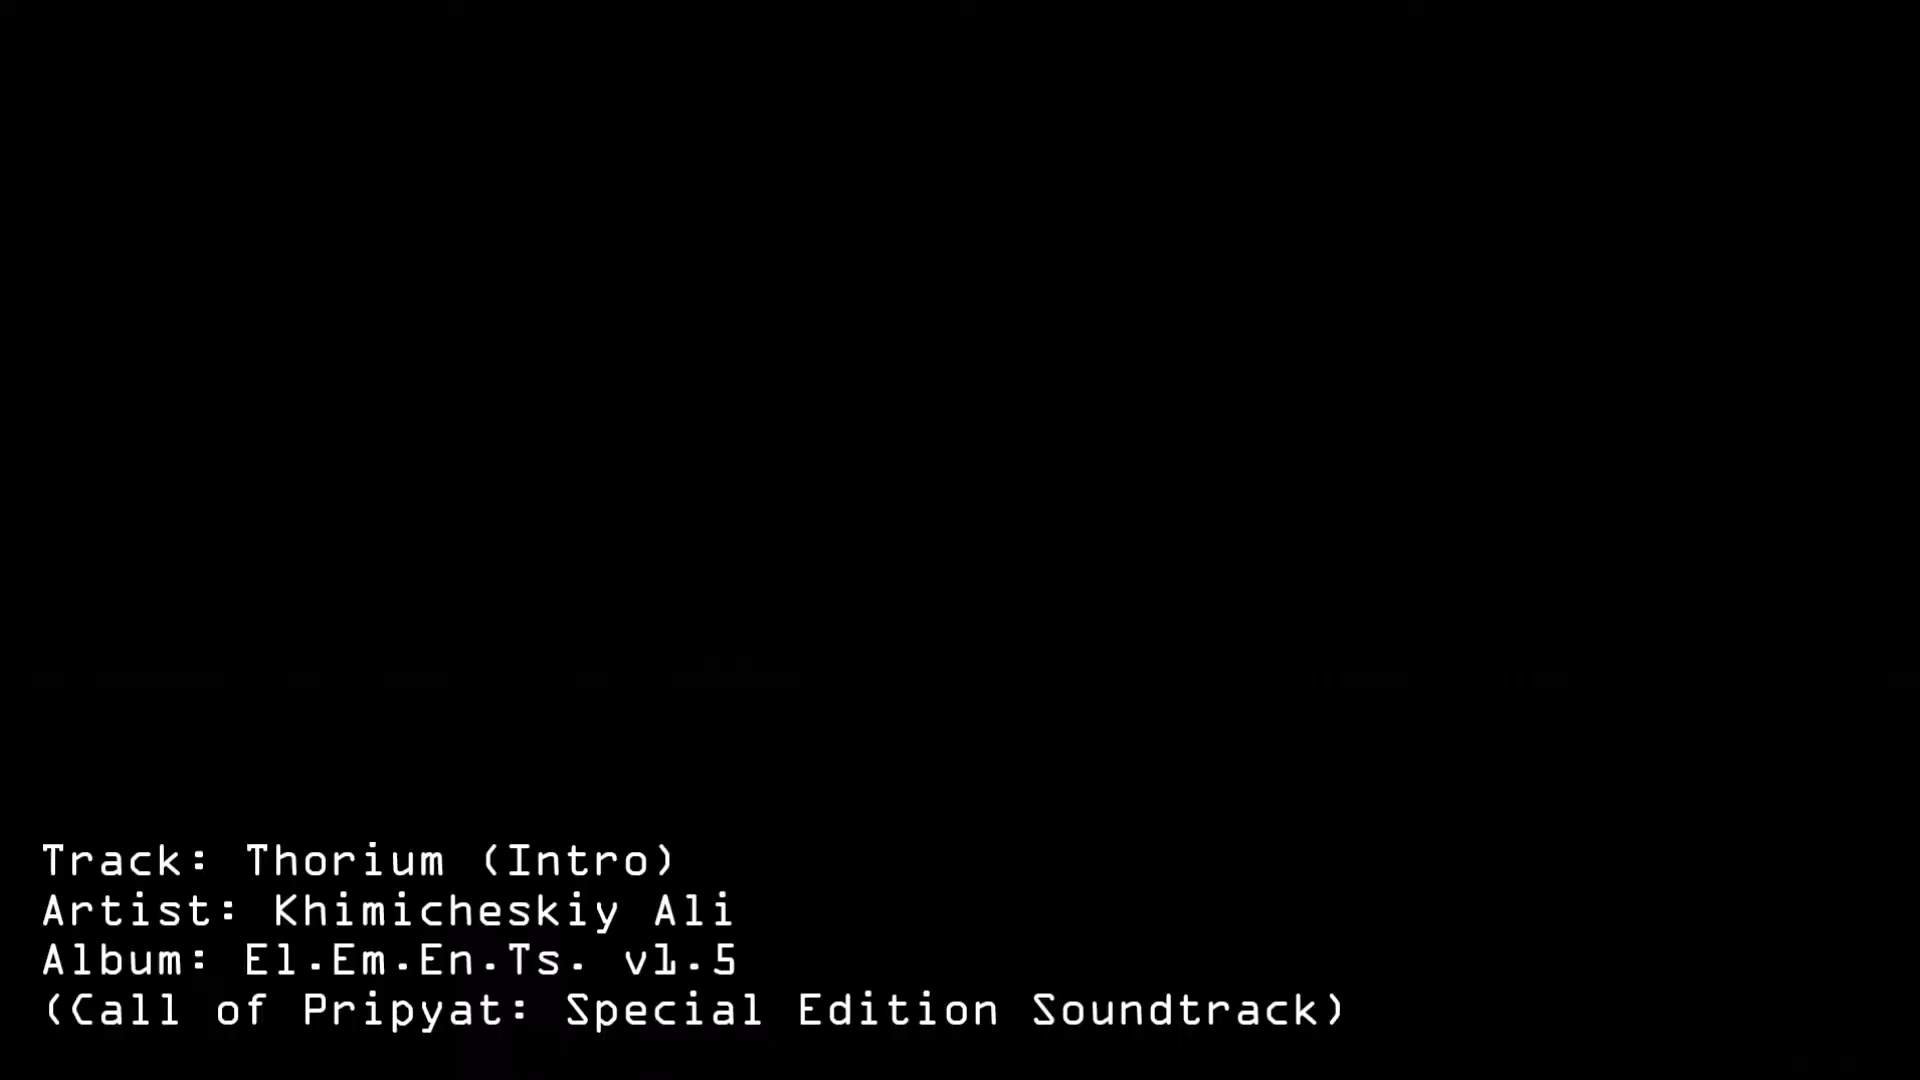 Track: Thorium (Intro)
Artist: Khimicheskiy Ali
Album: El.Em.En.Ts. v1.5
(Call of Pripyat: Special Edition Soundtrack)